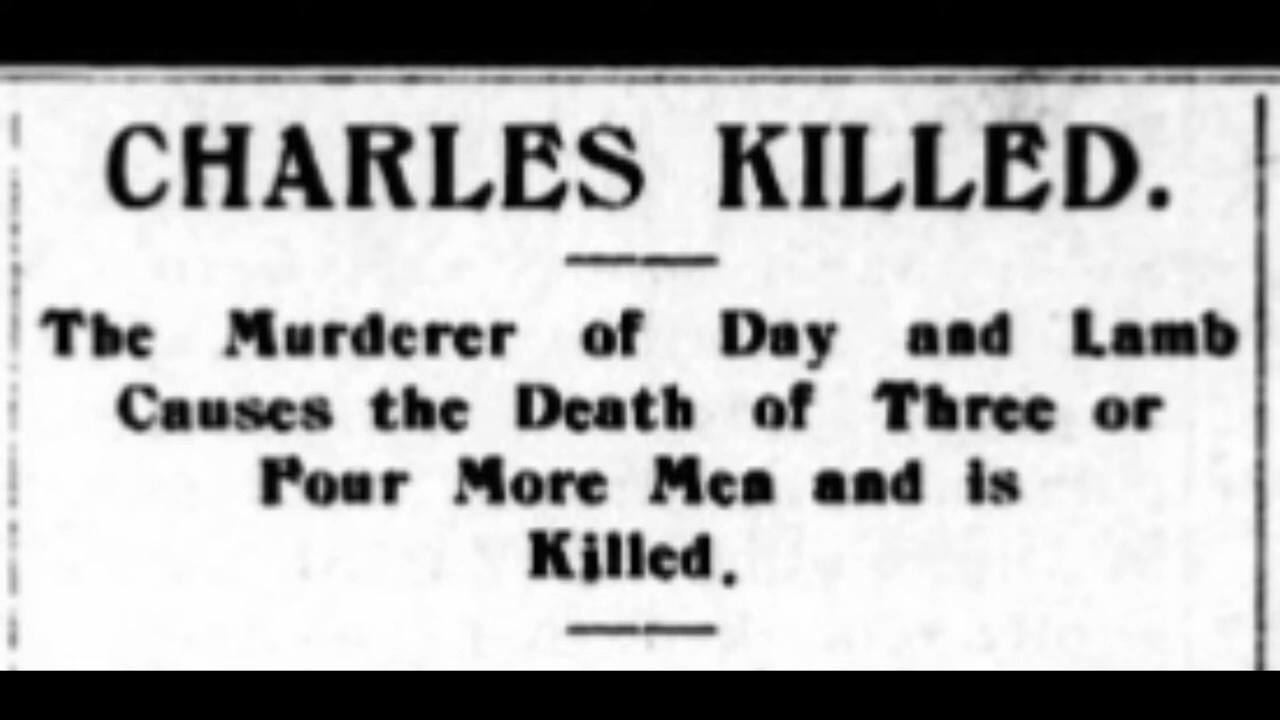 CHARLES KILLED.
The Murderer of Day and Lamb
Causes the Death of Three or
Four More Men and is
Killed.